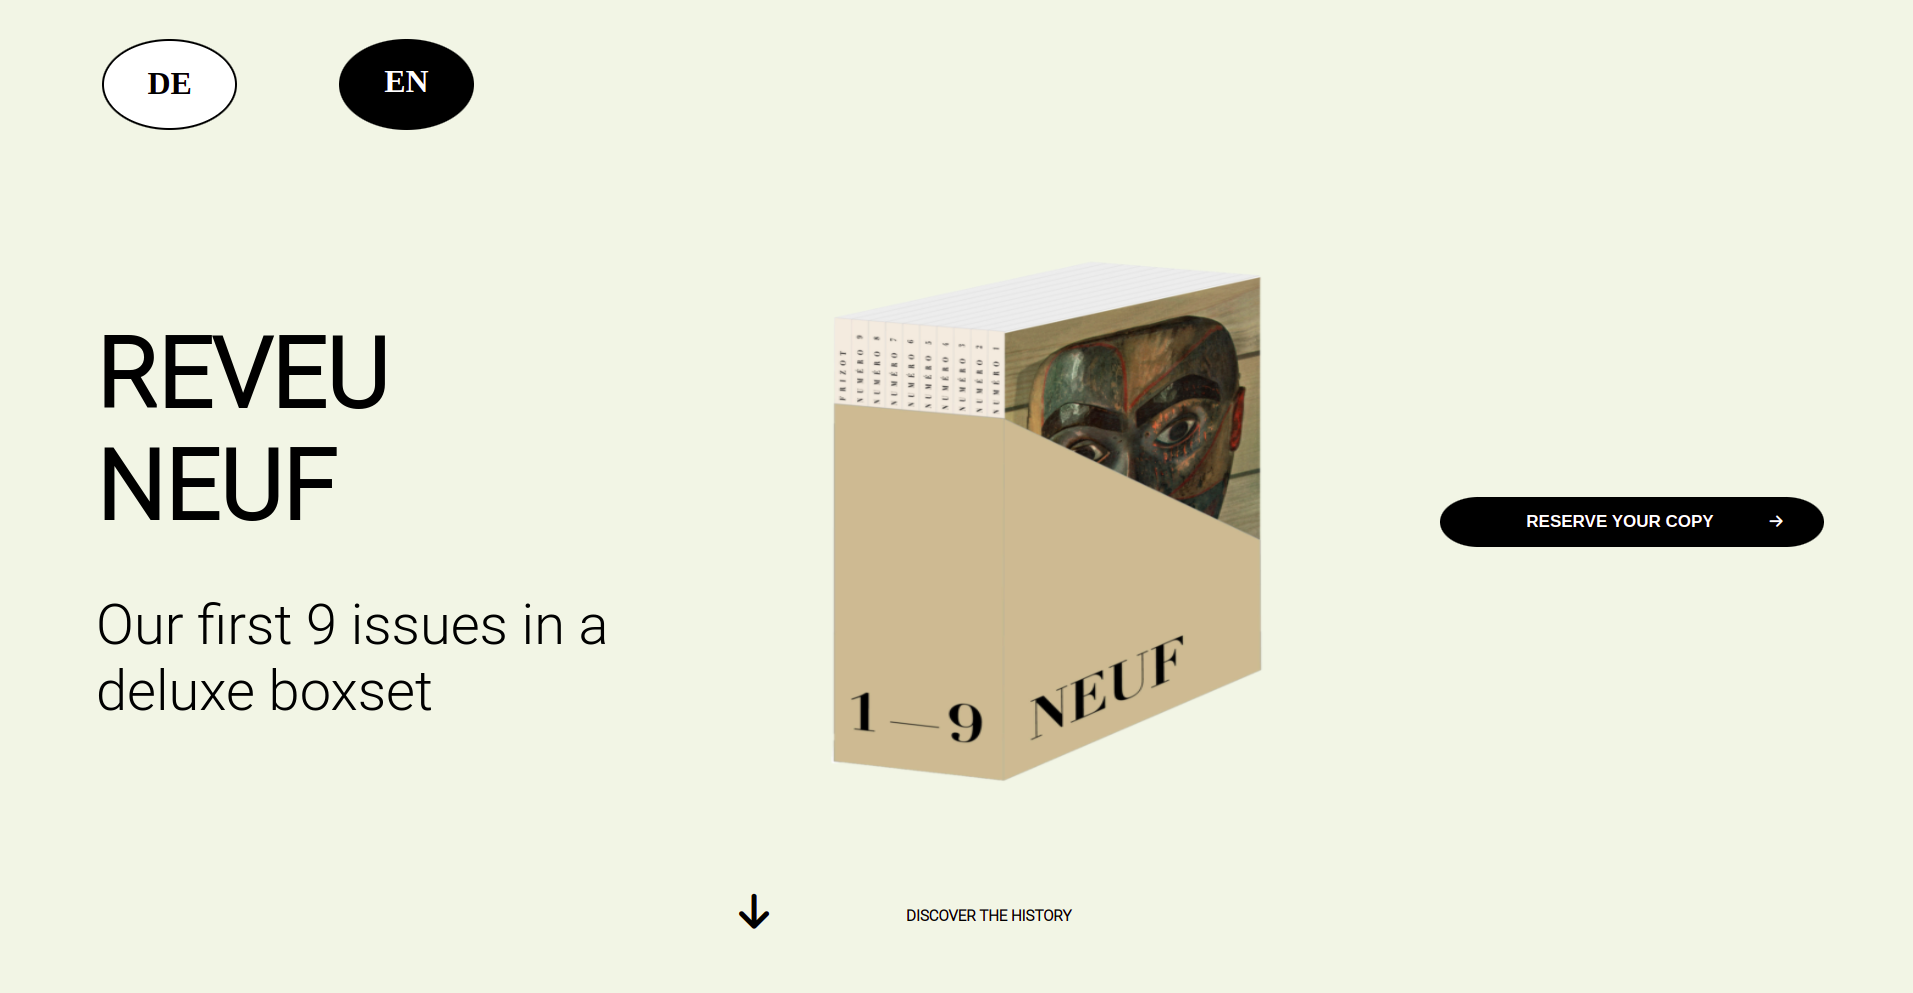 DE
EN
REVEU
NEUF
Our first 9 issues in a
deluxe boxset
FRIZOT
NUMÉRO 9
NUMÉRO 8
NUMÉRO 7
NUMÉRO 6
NUMÉRO 5
NUMÉRO 4
NUMÉRO 3
NUMÉRO 2
NUMÉRO 1
1—9
NEUF
RESERVE YOUR COPY
DISCOVER THE HISTORY